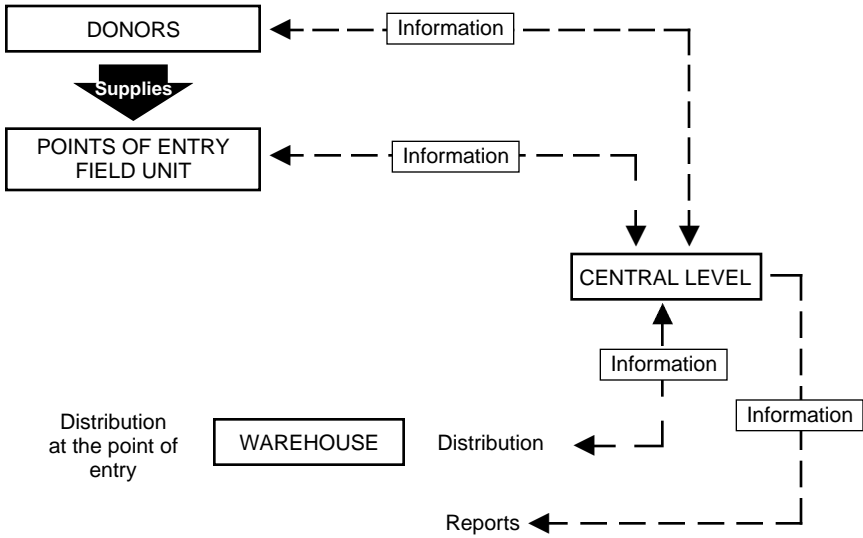 DONORS
Information
Supplies
POINTS OF ENTRY
FIELD UNIT
Information
CENTRAL LEVEL
Information
Information
Distribution
at the point of
entry
WAREHOUSE
Distribution
Reports